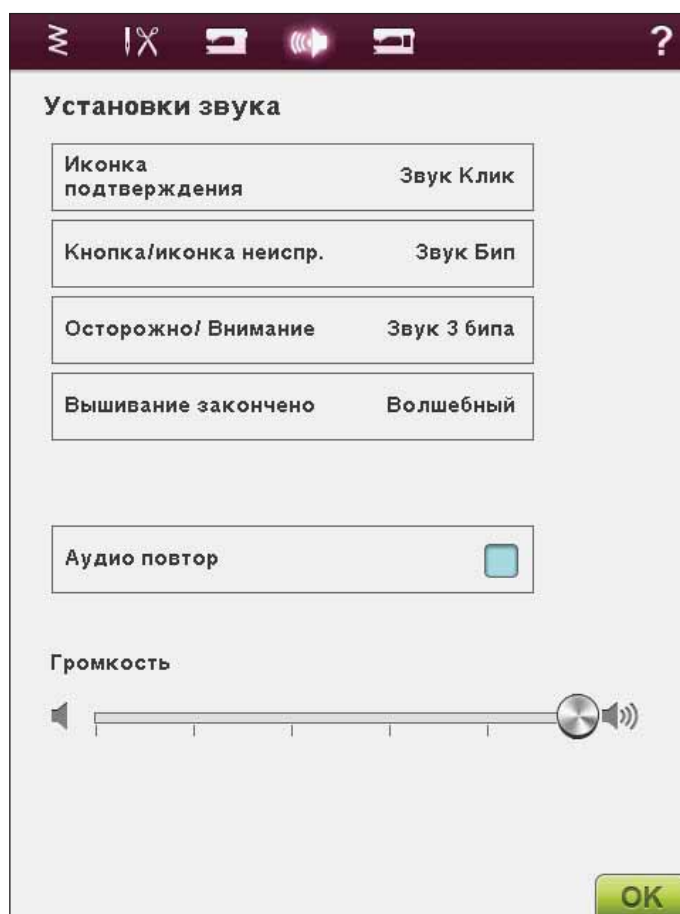 ?
Установки звука
Иконка
подтверждения
Звук Клик
Кнопка/иконка неиспр. Звук Бип
Осторожно/ Внимание Звук 3 бипа
Вышивание закончено Волшебный
Аудио повтор
Громкость
OK